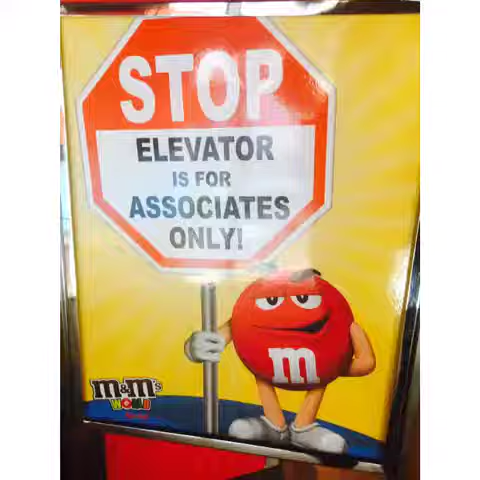 STOP
ELEVATOR
IS FOR
ASSOCIATES
ONLY!
m
m&m's
WORLD